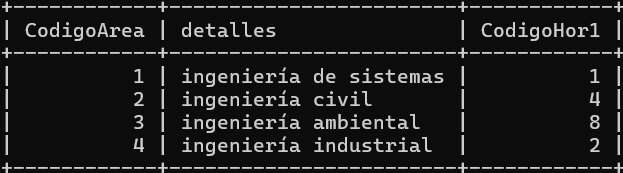 +------------+------------------------+------------+
| CodigoArea | detalles               | CodigoHor1 |
+------------+------------------------+------------+
|          1 | ingeniería de sistemas |          1 |
|          2 | ingeniería civil       |          4 |
|          3 | ingeniería ambiental   |          8 |
|          4 | ingeniería industrial  |          2 |
+------------+------------------------+------------+